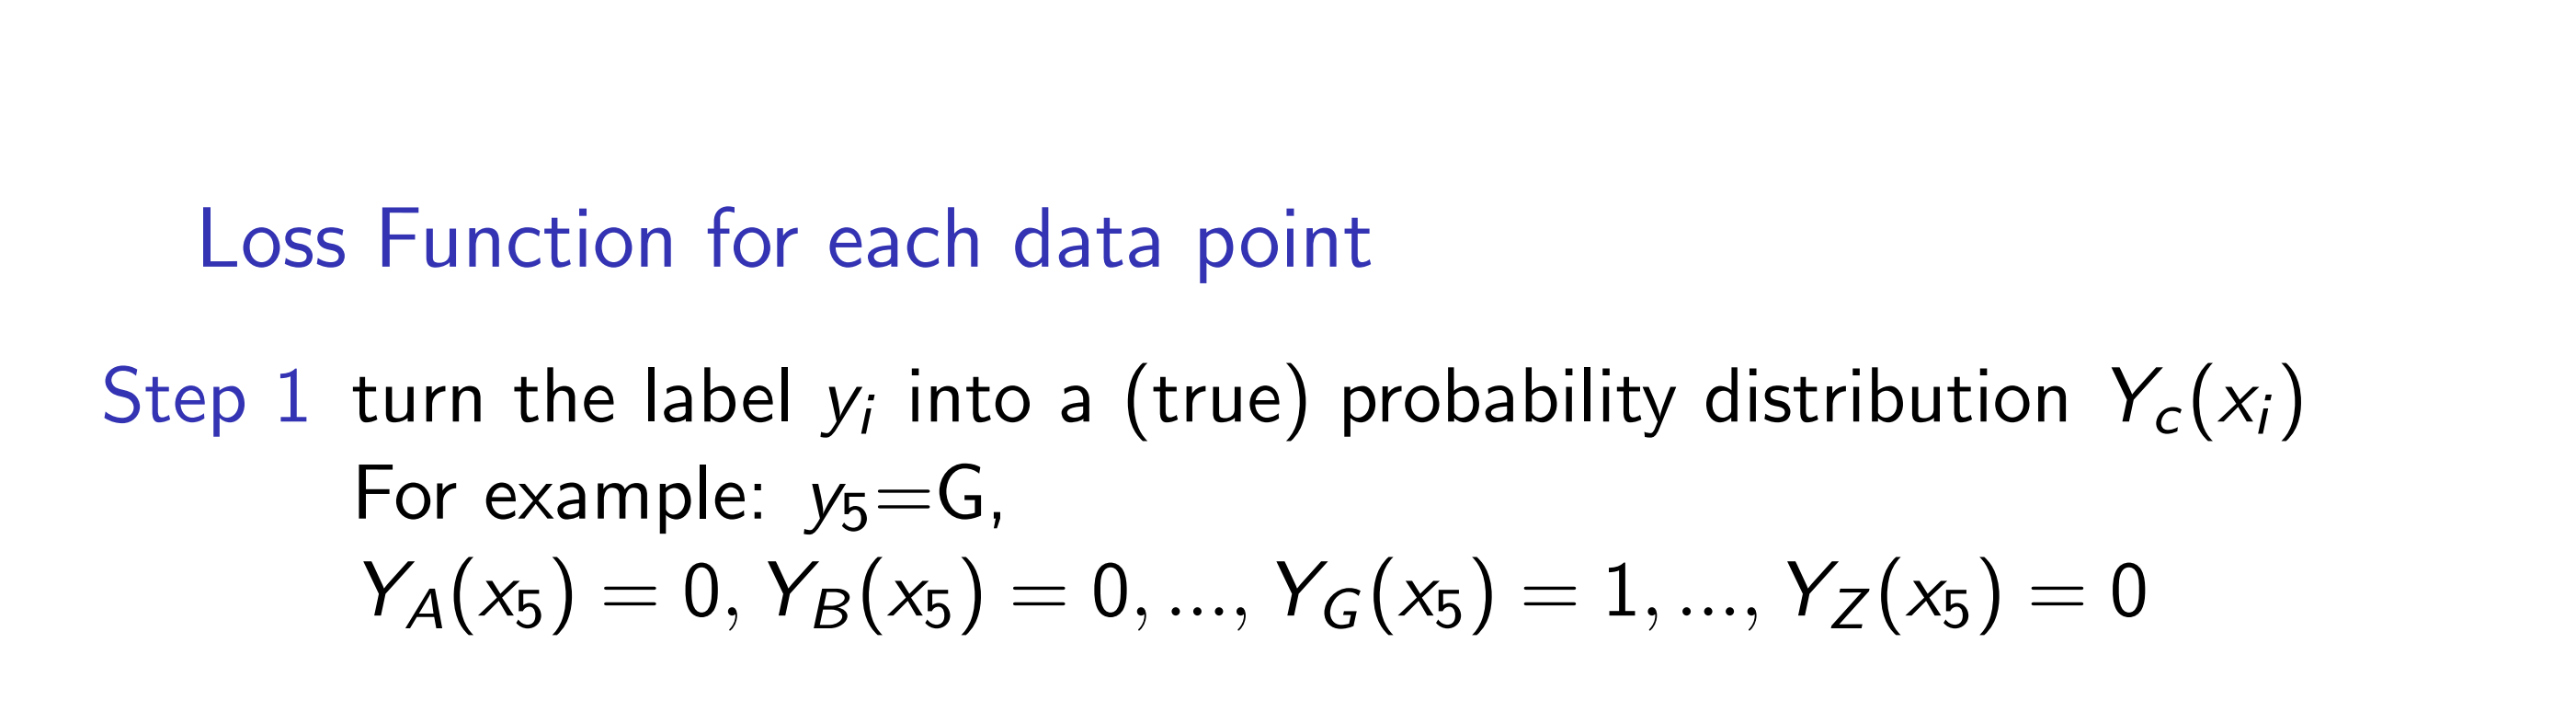 Loss Function for each data point
Step 1 turn the label y_i into a (true) probability distribution Y_c(x_i)
For example: y_5=G,
Y_A(x_5) = 0, Y_B(x_5) = 0, ..., Y_G(x_5) = 1, ..., Y_Z(x_5) = 0